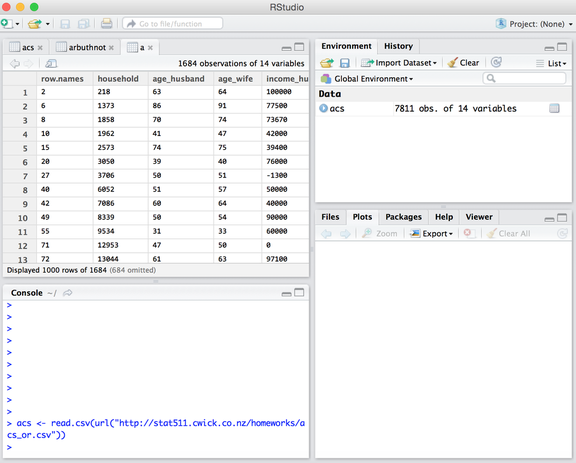 RStudio
Go to file/function
Project: (None)
acs
arbuthnot
a
1684 observations of 14 variables
row.names household age_husband age_wife income_hu
1 2 218 63 64 100000
2 6 1373 86 91 77500
3 8 1858 70 74 73670
4 10 1962 41 47 42000
5 15 2573 74 75 39400
6 20 3050 39 40 76000
7 27 3706 50 51 -1300
8 40 6052 51 57 50000
9 42 7086 60 64 40000
10 49 8339 50 54 90000
11 55 9534 31 33 60000
12 71 12953 47 50 0
13 72 13044 61 63 97100
Displayed 1000 rows of 1684 (684 omitted)
Console ~/
>
>
>
>
>
>
>
>
>
>
> acs <- read.csv(url("http://stat511.cwick.co.nz/homeworks/a
cs_or.csv"))
>
Environment History
Import Dataset Clear List
Global Environment
Data
acs 7811 obs. of 14 variables
Files Plots Packages Help Viewer
Zoom Export Clear All